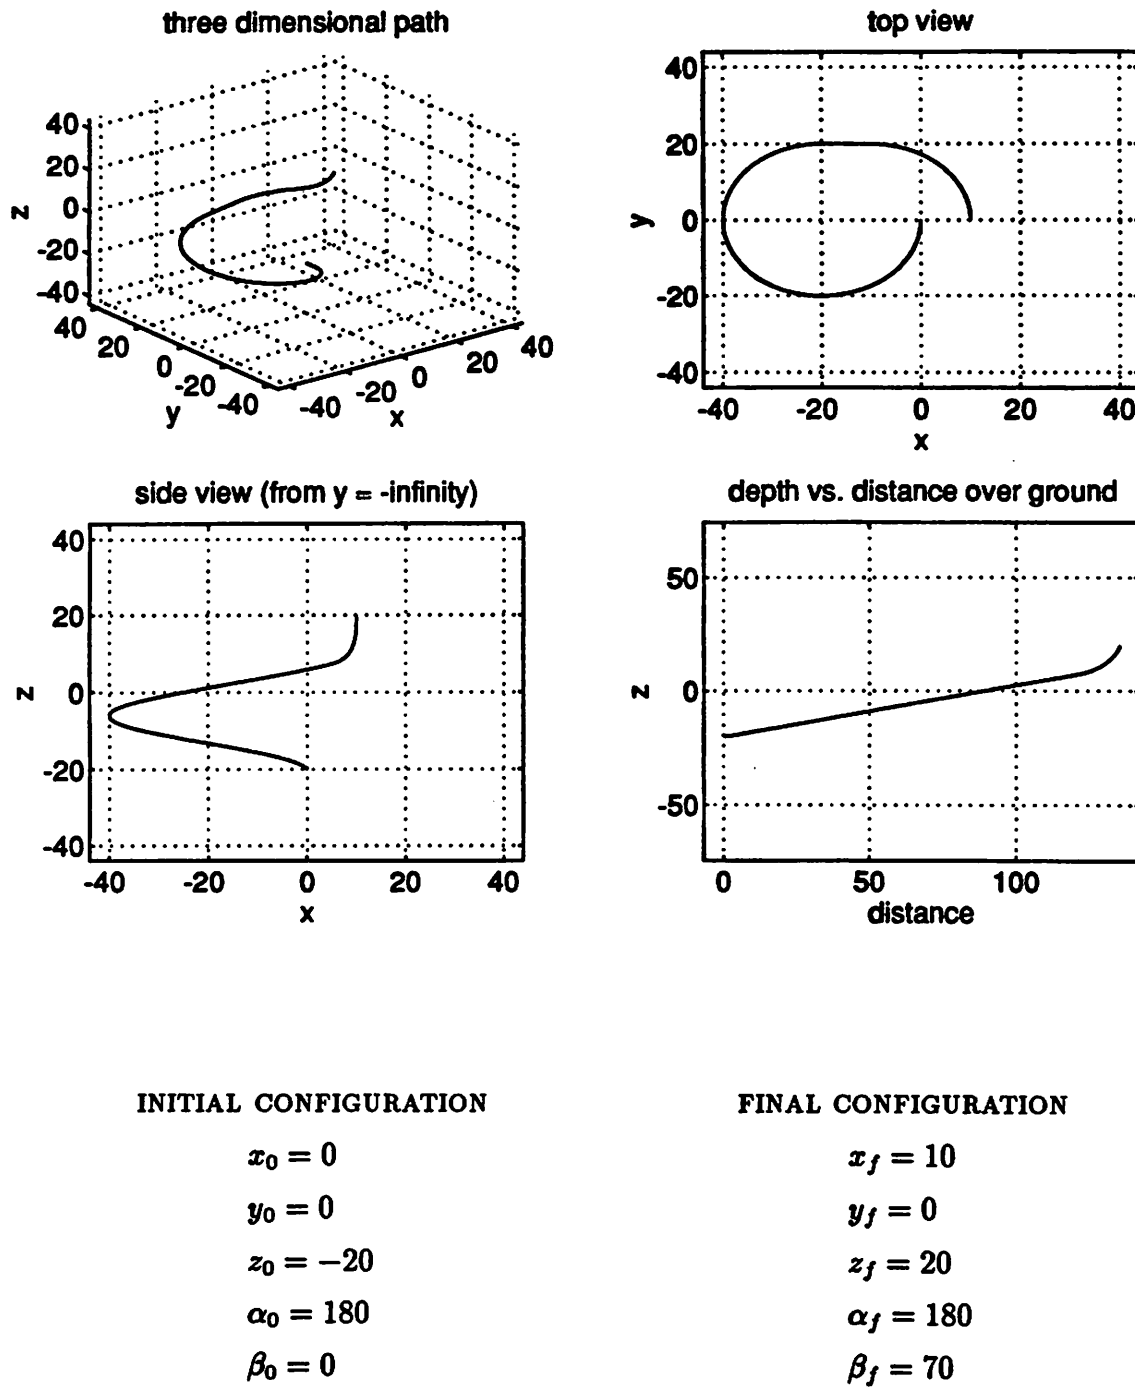 three dimensional path
40
20
0
-20
-40
z
40
20
0
-20
-40
y
-40
-20
0
20
40
x
top view
40
20
0
-20
-40
y
-40
-20
0
20
40
x
side view (from y = -infinity)
40
20
0
-20
-40
z
-40
-20
0
20
40
x
depth vs. distance over ground
50
0
-50
z
0
50
100
distance
INITIAL CONFIGURATION
x₀ = 0
y₀ = 0
z₀ = −20
α₀ = 180
β₀ = 0
FINAL CONFIGURATION
x_f = 10
y_f = 0
z_f = 20
α_f = 180
β_f = 70